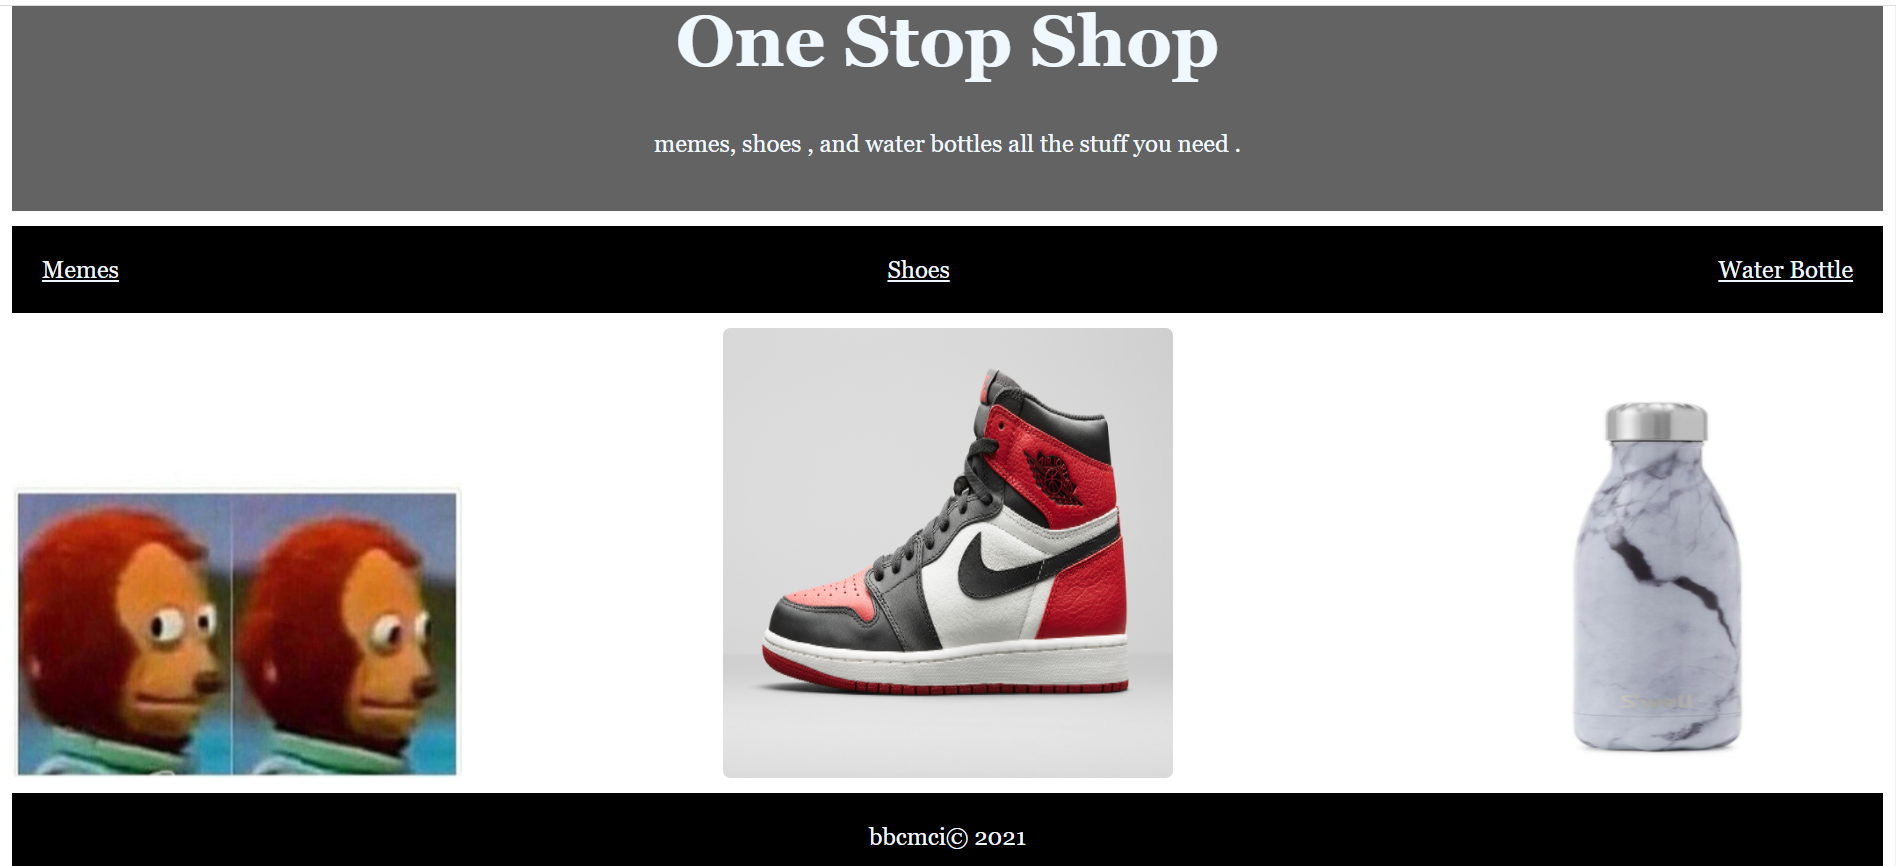 One Stop Shop
memes, shoes , and water bottles all the stuff you need .
Memes
Shoes
Water Bottle
S'well
bbcmci© 2021